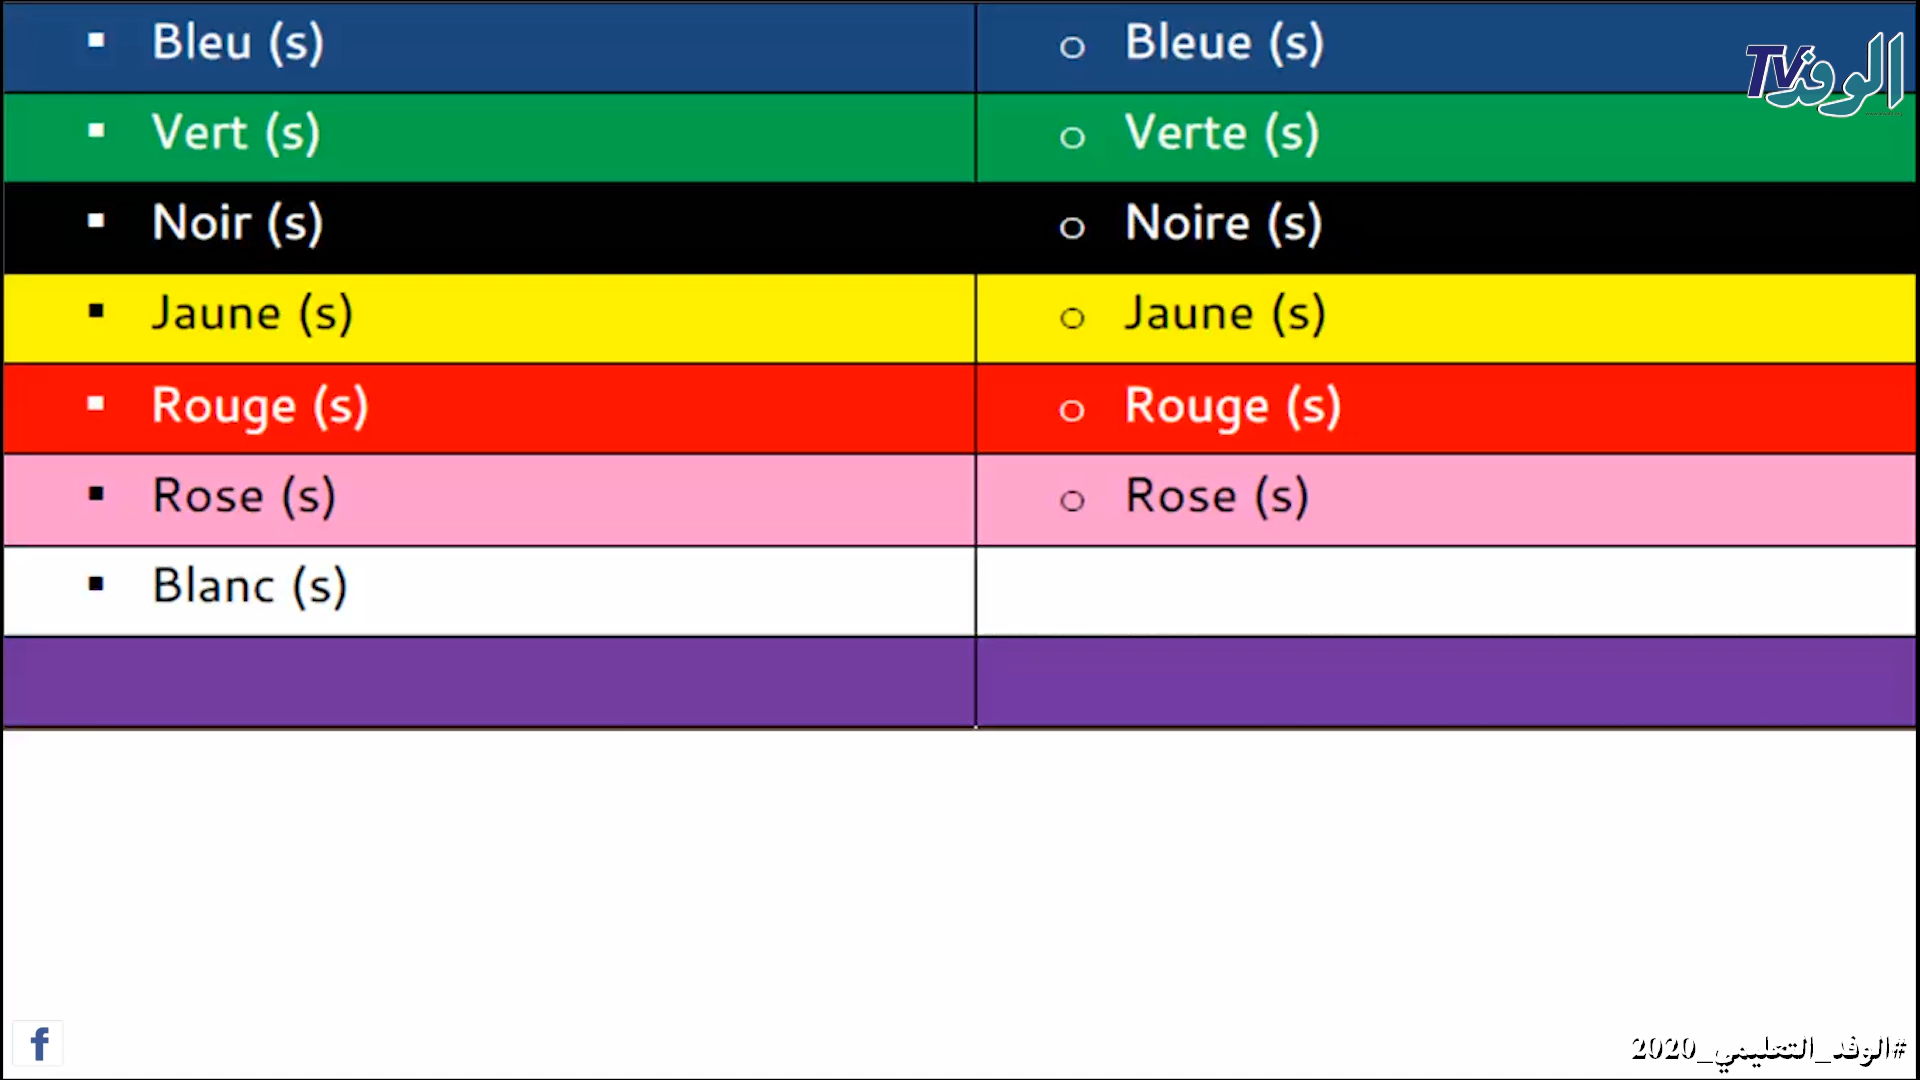 Bleu (s)
Bleue (s)
Vert (s)
Verte (s)
Noir (s)
Noire (s)
Jaune (s)
Jaune (s)
Rouge (s)
Rouge (s)
Rose (s)
Rose (s)
Blanc (s)
الوفد TV
f
#الوفد_التعليمي_2020